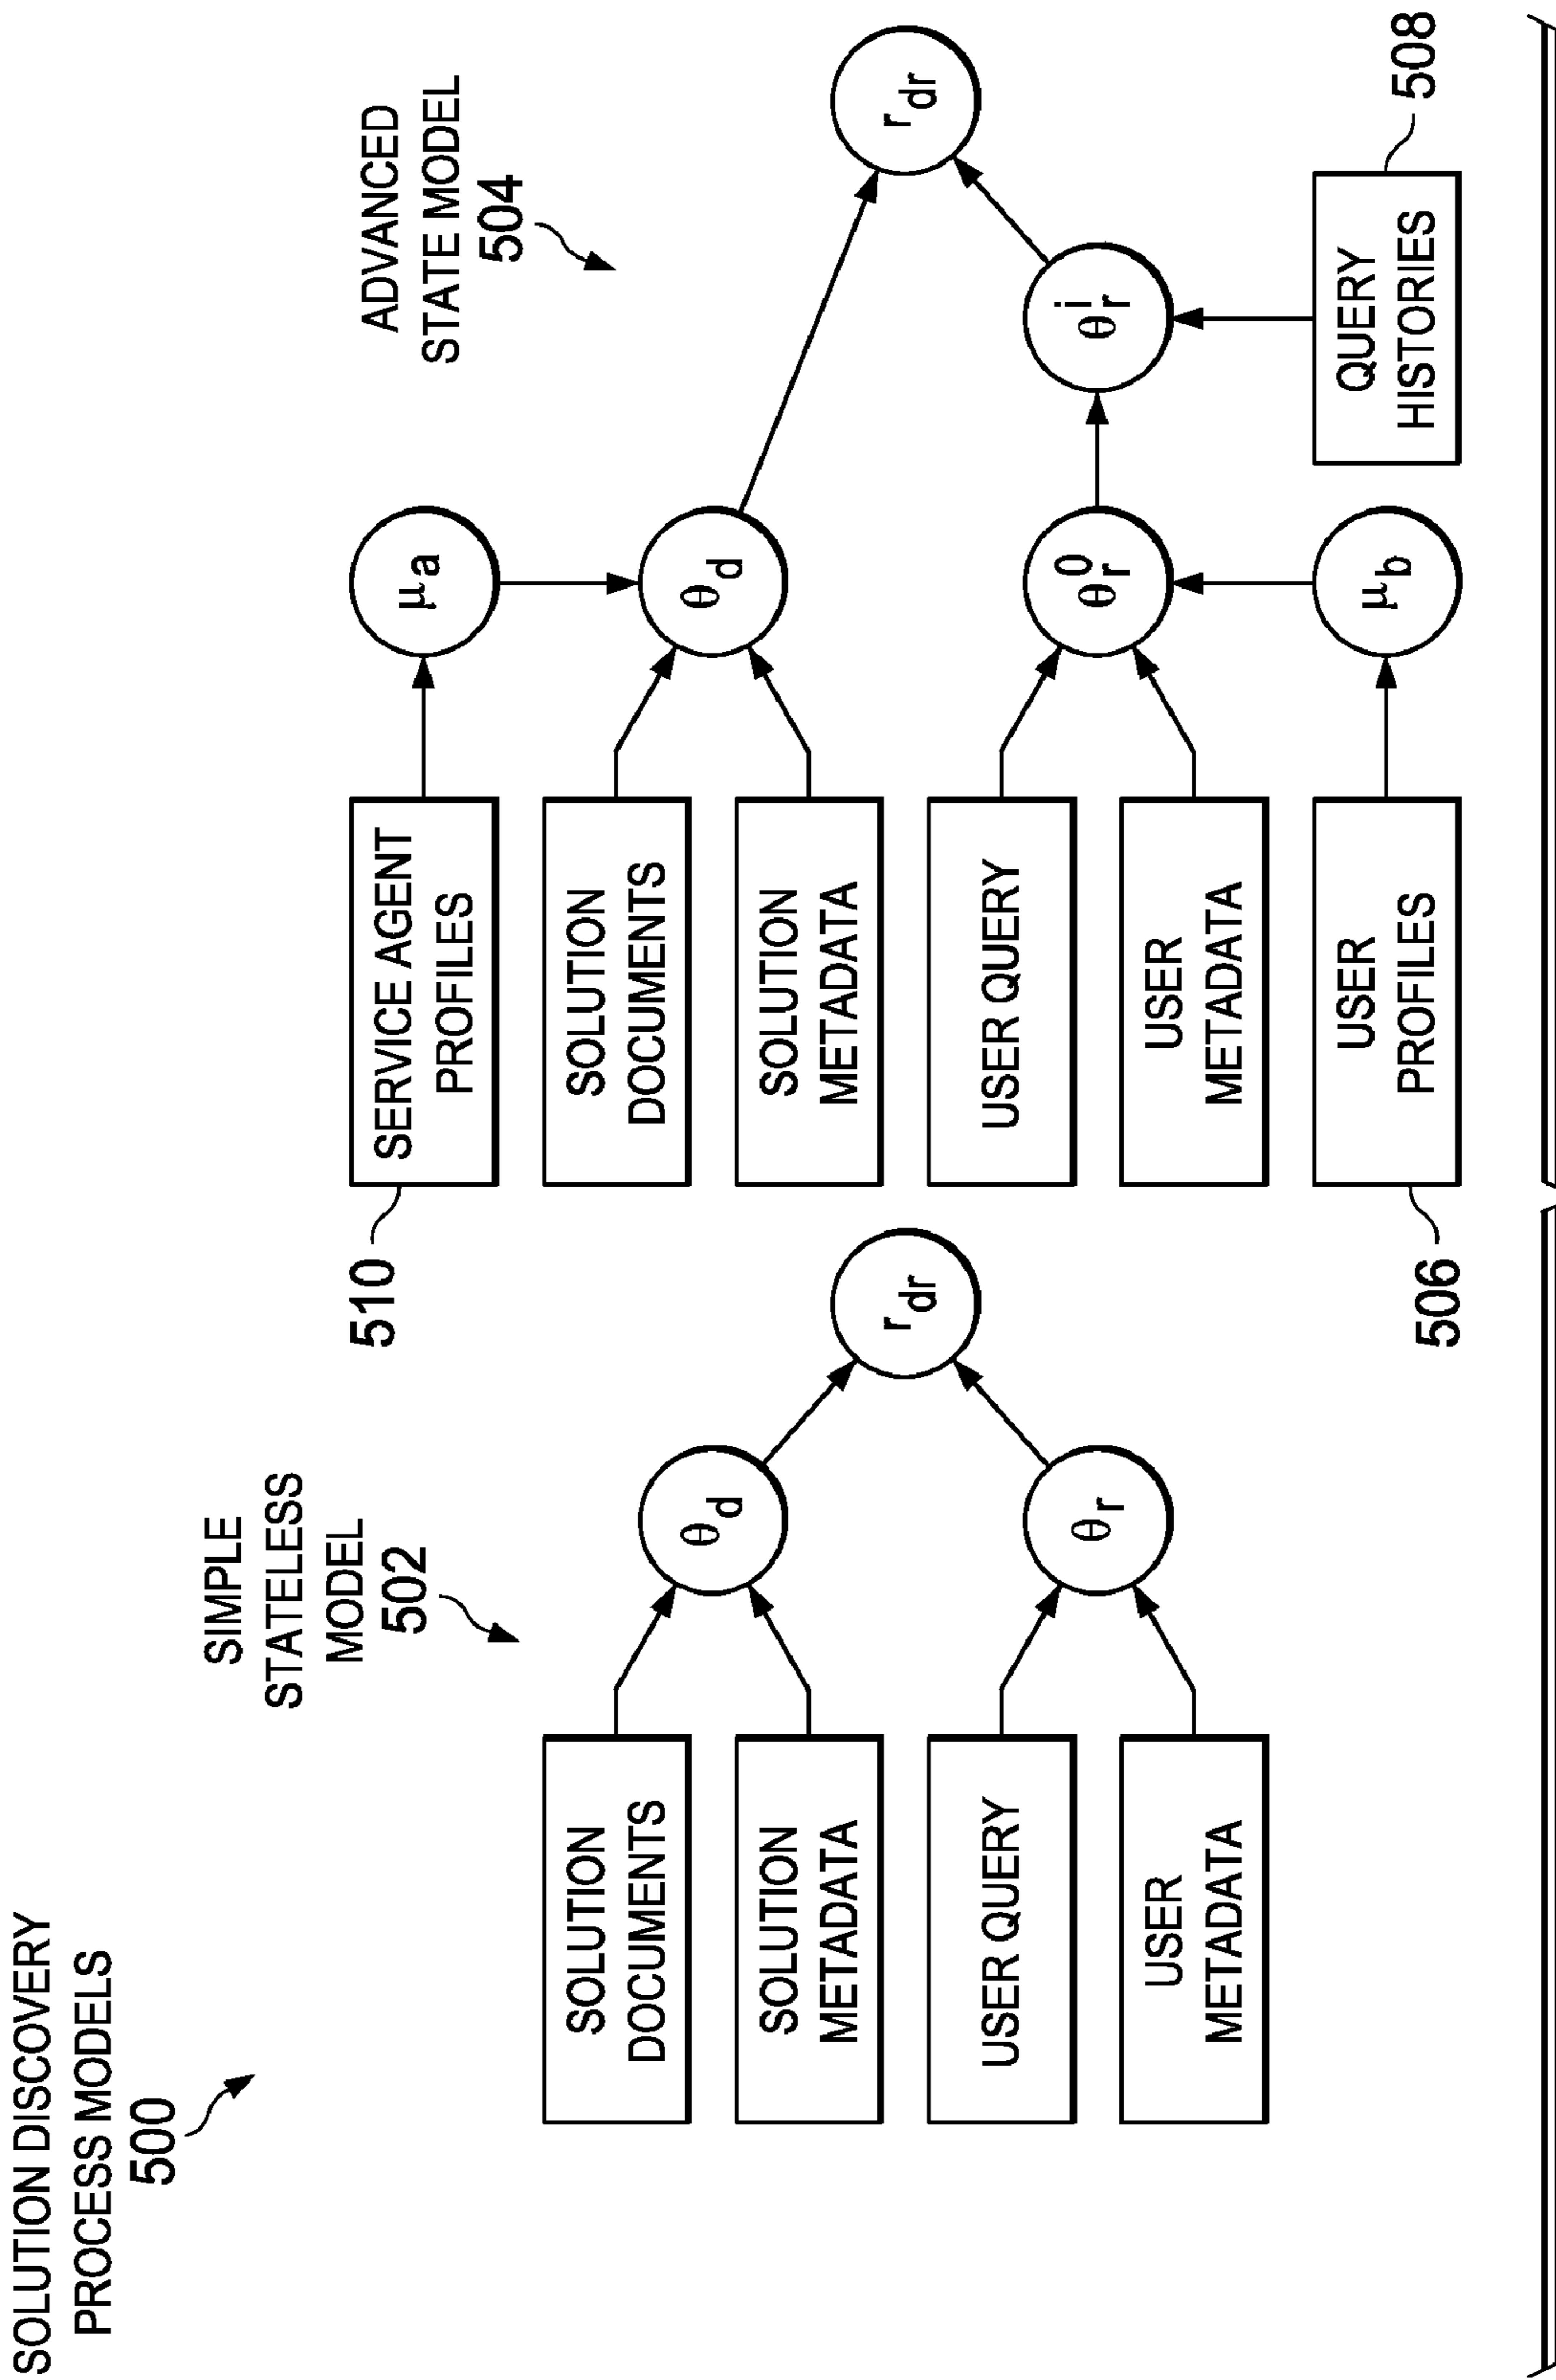 SOLUTION DISCOVERY
PROCESS MODELS
500
SIMPLE
STATELESS
MODEL
502
SOLUTION
DOCUMENTS
SOLUTION
METADATA
USER QUERY
USER
METADATA
θd
θr
rdr
ADVANCED
STATE MODEL
504
510
SERVICE AGENT
PROFILES
SOLUTION
DOCUMENTS
SOLUTION
METADATA
USER QUERY
USER
METADATA
USER
PROFILES
506
μa
θd
θr0
μb
θri
QUERY
HISTORIES
508
rdr